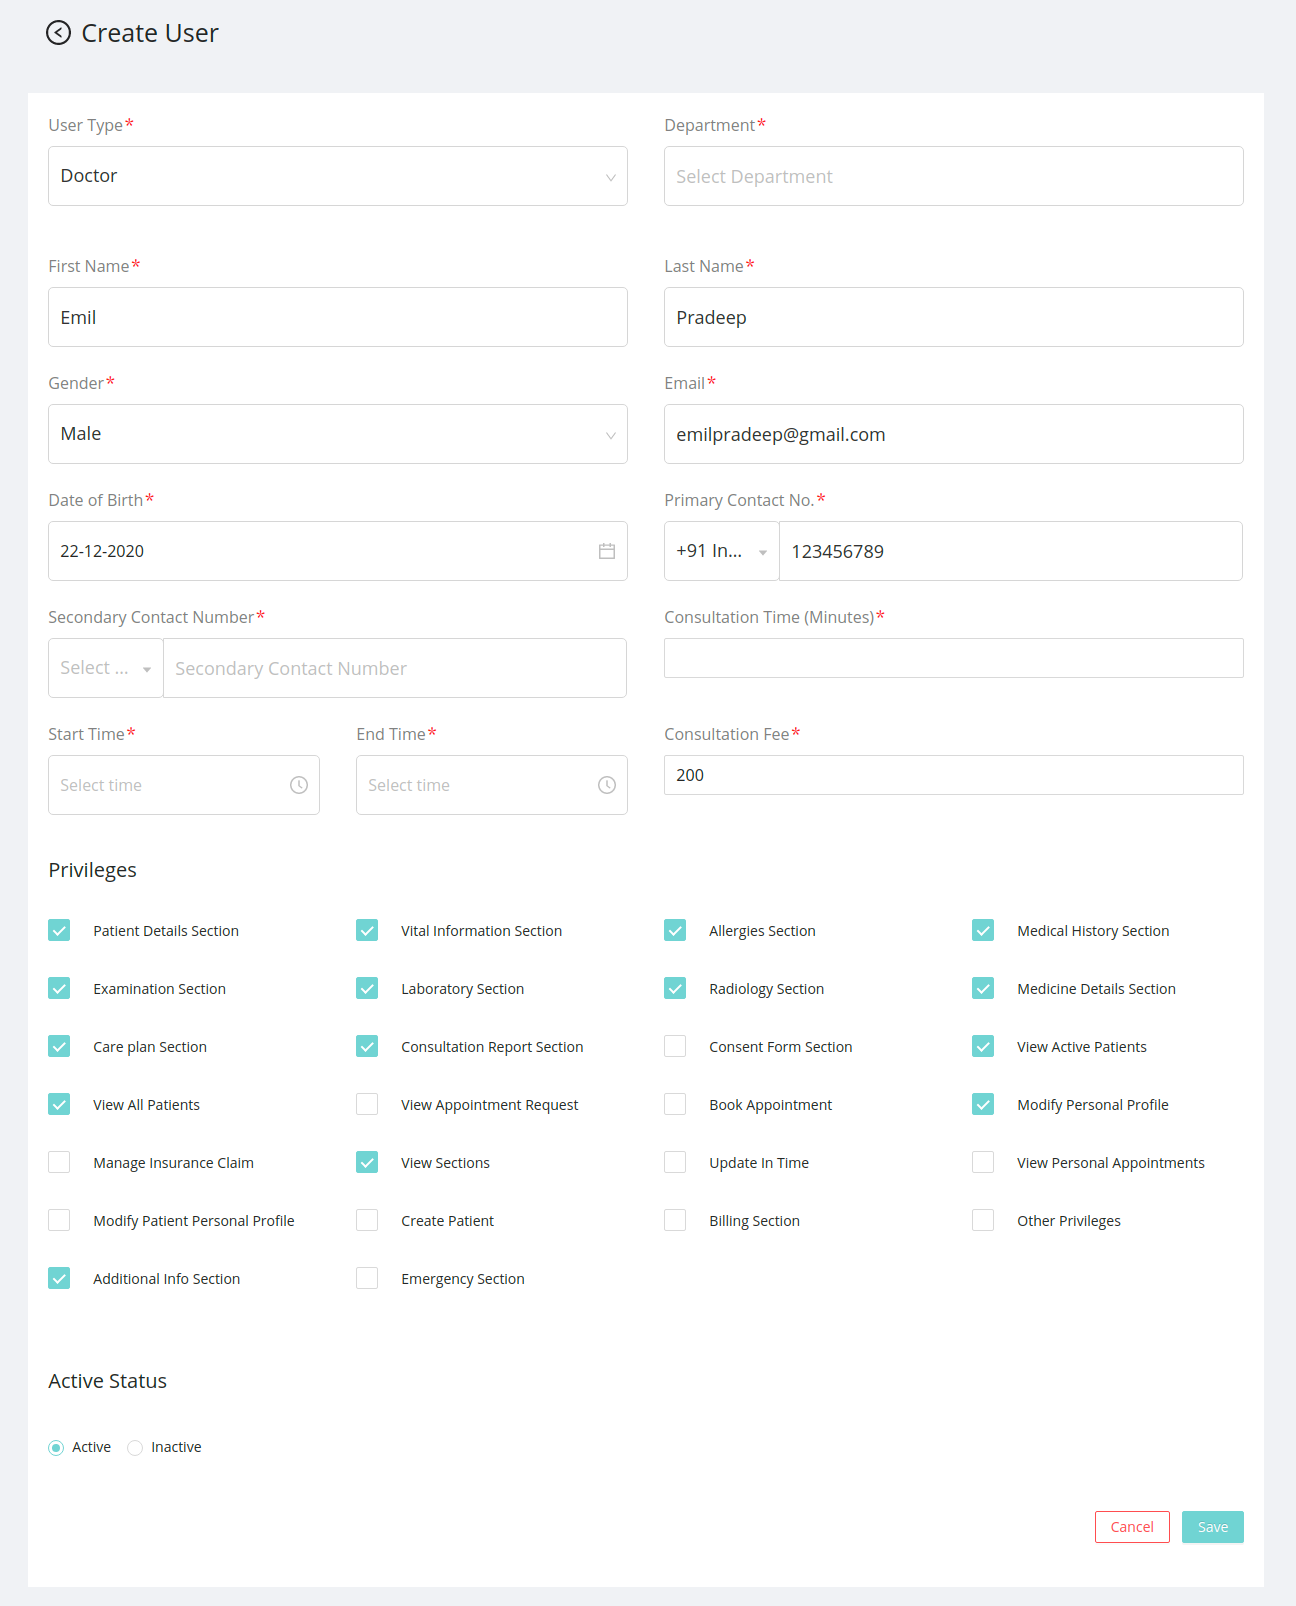 Create User
User Type* Department*
Doctor Select Department
First Name* Last Name*
Emil Pradeep
Gender* Email*
Male emilpradeep@gmail.com
Date of Birth* Primary Contact No.*
22-12-2020 +91 In... 123456789
Secondary Contact Number* Consultation Time (Minutes)*
Select ... Secondary Contact Number
Start Time* End Time* Consultation Fee*
Select time Select time 200
Privileges
Patient Details Section Vital Information Section Allergies Section Medical History Section
Examination Section Laboratory Section Radiology Section Medicine Details Section
Care plan Section Consultation Report Section Consent Form Section View Active Patients
View All Patients View Appointment Request Book Appointment Modify Personal Profile
Manage Insurance Claim View Sections Update In Time View Personal Appointments
Modify Patient Personal Profile Create Patient Billing Section Other Privileges
Additional Info Section Emergency Section
Active Status
Active Inactive
Cancel Save